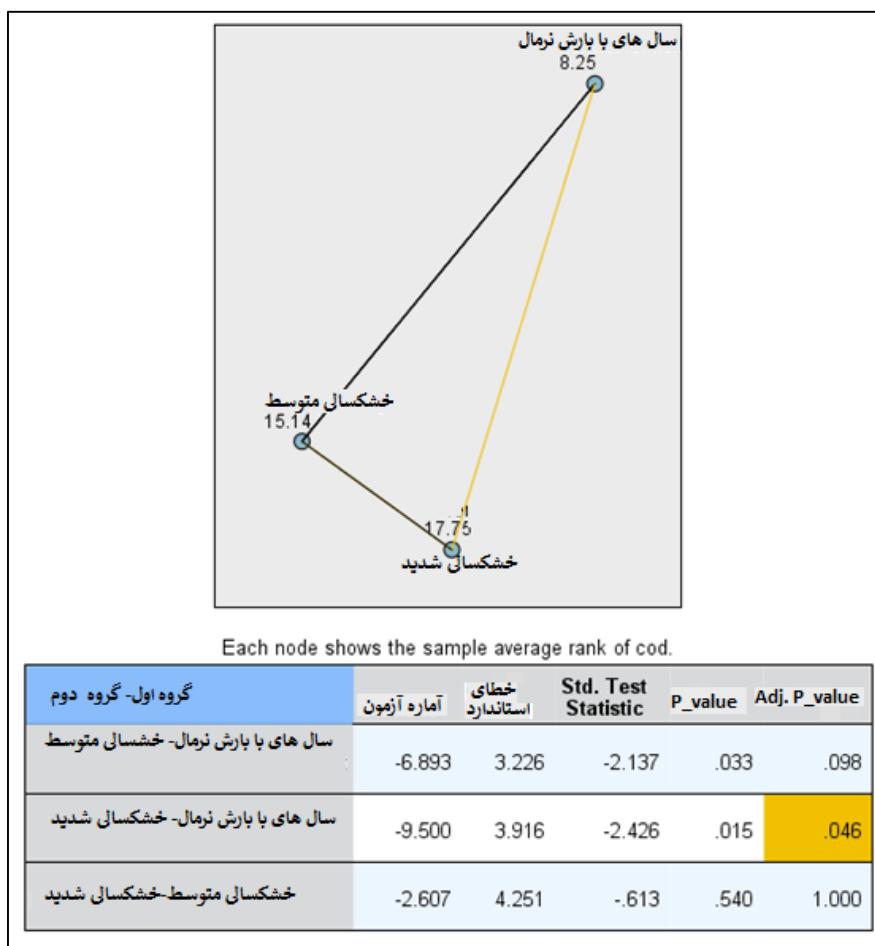 سال های با بارش نرمال
8.25
خشکسالی متوسط
15.14
17.75
خشکسالی شدید
Each node shows the sample average rank of cod.
گروه اول- گروه دوم	آماره آزمون	خطای استاندارد	Std. Test Statistic	P_value	Adj. P_value
سال های با بارش نرمال- خشسالی متوسط	-6.893	3.226	-2.137	.033	.098
سال های با بارش نرمال- خشکسالی شدید	-9.500	3.916	-2.426	.015	.046
خشکسالی متوسط-خشکسالی شدید	-2.607	4.251	-.613	.540	1.000